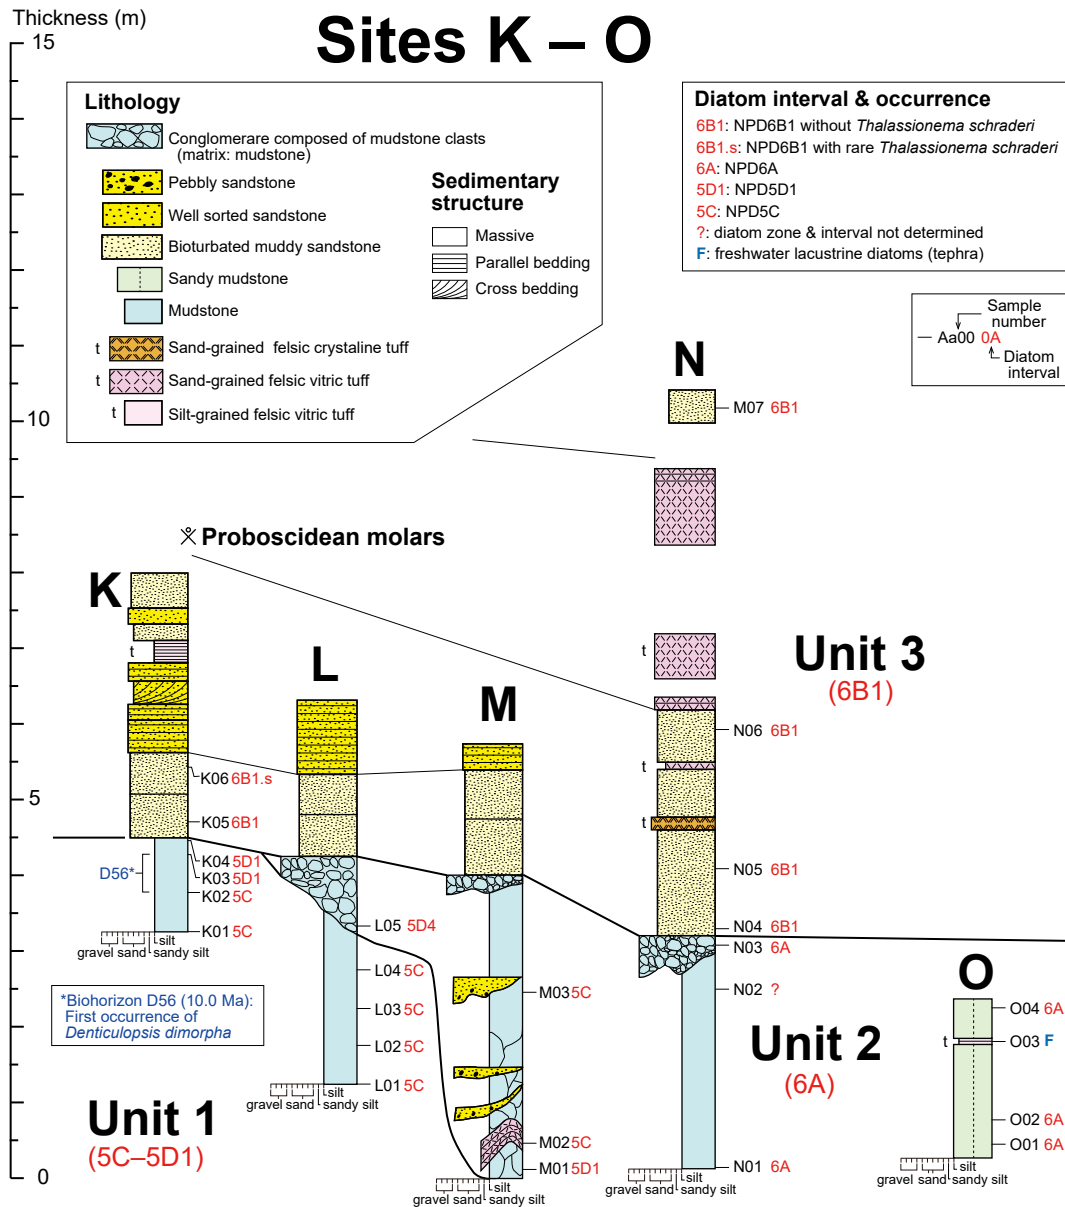 Thickness (m)
Sites K – O
15
10
5
0
Lithology
Conglomerare composed of mudstone clasts
(matrix: mudstone)
Pebbly sandstone
Well sorted sandstone
Bioturbated muddy sandstone
Sandy mudstone
Mudstone
t Sand-grained felsic crystaline tuff
t Sand-grained felsic vitric tuff
t Silt-grained felsic vitric tuff
Sedimentary
structure
Massive
Parallel bedding
Cross bedding
Diatom interval & occurrence
6B1: NPD6B1 without Thalassionema schraderi
6B1.s: NPD6B1 with rare Thalassionema schraderi
6A: NPD6A
5D1: NPD5D1
5C: NPD5C
?: diatom zone & interval not determined
F: freshwater lacustrine diatoms (tephra)
Sample
number
Aa00 0A
Diatom
interval
Proboscidean molars
K
t
K06 6B1.s
K05 6B1
K04 5D1
K03 5D1
K02 5C
K01 5C
D56*
silt
gravel sand sandy silt
*Biohorizon D56 (10.0 Ma):
First occurrence of
Denticulopsis dimorpha
Unit 1
(5C–5D1)
L
L05 5D4
L04 5C
L03 5C
L02 5C
L01 5C
silt
gravel sand sandy silt
M
M03 5C
M02 5C
M01 5D1
silt
gravel sand sandy silt
N
M07 6B1
t
N06 6B1
t
t
N05 6B1
N04 6B1
N03 6A
N02 ?
N01 6A
silt
gravel sand sandy silt
Unit 3
(6B1)
Unit 2
(6A)
O
O04 6A
t
O03 F
O02 6A
O01 6A
silt
gravel sand sandy silt